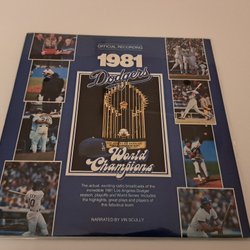 OFFICIAL RECORDING
1981
Dodgers
World
Champions
The actual, exciting radio broadcasts of the
incredible 1981 Los Angeles Dodger
season, playoffs and World Series. Includes the
highlights, great plays and players of
this fabulous team.
NARRATED BY VIN SCULLY